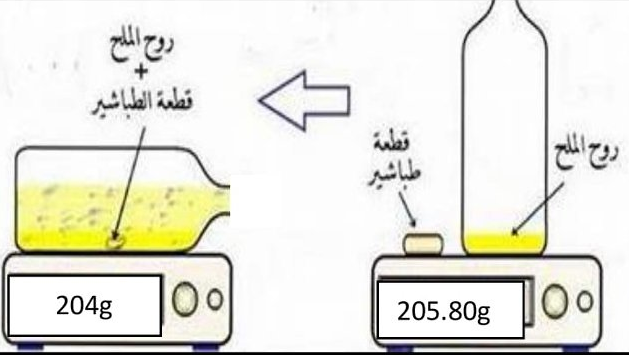 روح الملح
+
قطعة الطباشير
قطعة
طباشير
روح الملح
204g
205.80g